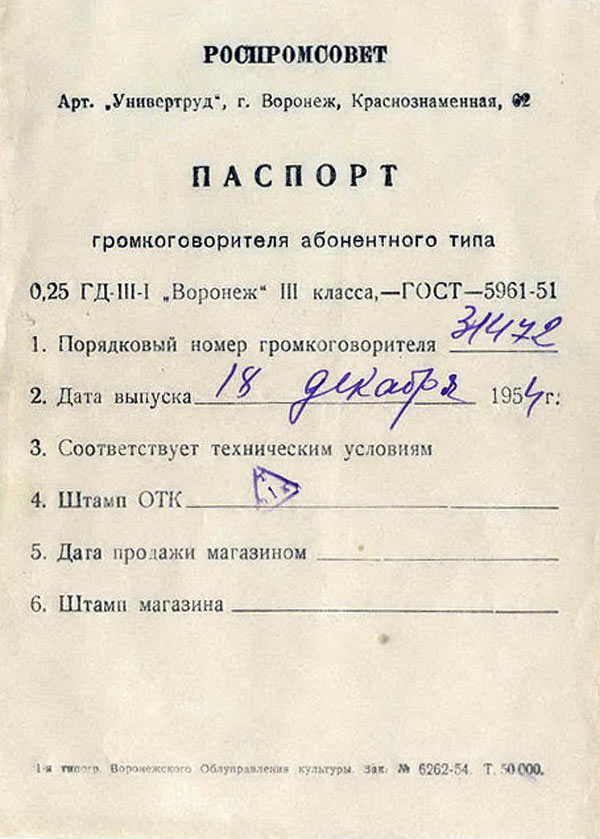 РОСПРОМСОВЕТ
Арт. „Универтруд“, г. Воронеж, Краснознаменная,
ПАСПОРТ
громкоговорителя абонентного типа
0,25 ГД-III-I „Воронеж“ III класса,—ГОСТ—5961-51
1. Порядковый номер громкоговорителя 31472
2. Дата выпуска 18 декабря 1954г:
3. Соответствует техническим условиям
4. Штамп ОТК
5. Дата продажи магазином
6. Штамп магазина
1-я типогр. Воронежского Облуправления культуры. Зак. № 6262-54. Т. 50 000.